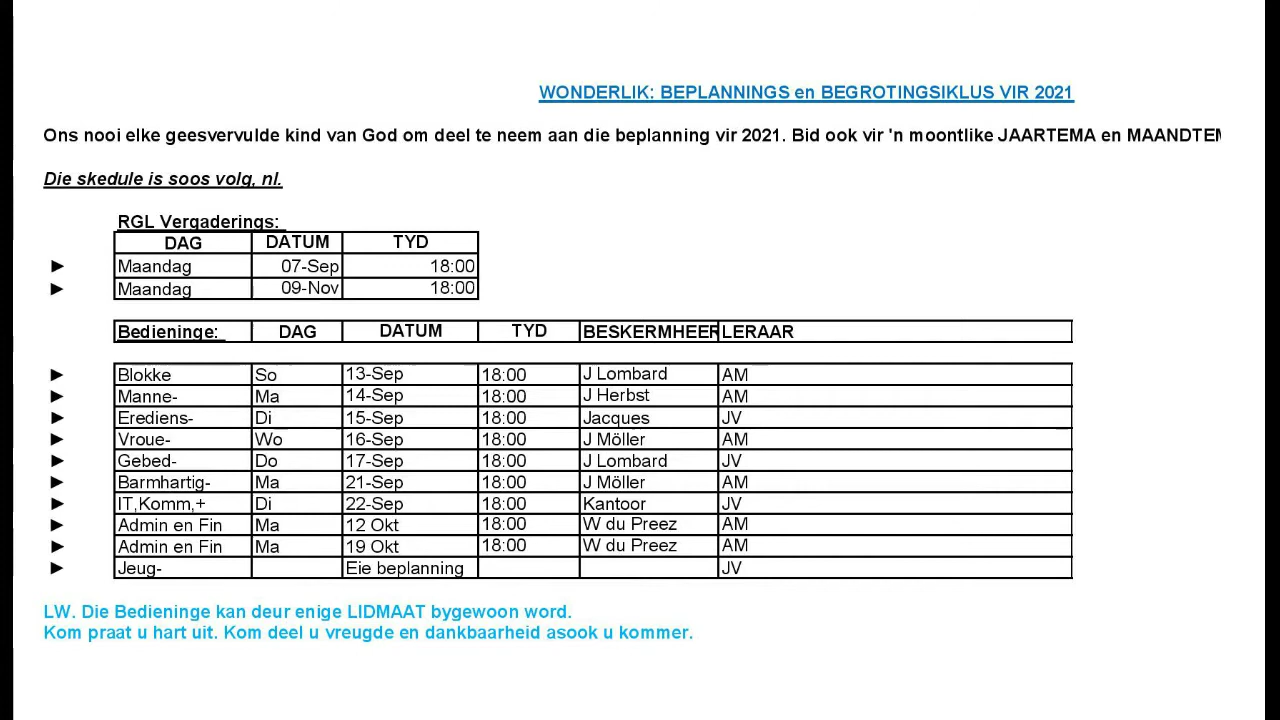 WONDERLIK: BEPLANNINGS en BEGROTINGSIKLUS VIR 2021
Ons nooi elke geesvervulde kind van God om deel te neem aan die beplanning vir 2021. Bid ook vir 'n moontlike JAARTEMA en
Die skedule is soos volg, nl.
RGL Vergaderings:
DAG DATUM TYD
► Maandag 07-Sep 18:00
► Maandag 09-Nov 18:00
Bedieninge: DAG DATUM TYD BESKERMHEER LERAAR
► Blokke So 13-Sep 18:00 J Lombard AM
► Manne- Ma 14-Sep 18:00 J Herbst AM
► Erediens- Di 15-Sep 18:00 Jacques JV
► Vroue- Wo 16-Sep 18:00 J Möller AM
► Gebed- Do 17-Sep 18:00 J Lombard JV
► Barmhartig- Ma 21-Sep 18:00 J Möller AM
► IT,Komm,+ Di 22-Sep 18:00 Kantoor JV
► Admin en Fin Ma 12 Okt 18:00 W du Preez AM
► Admin en Fin Ma 19 Okt 18:00 W du Preez AM
► Jeug- Eie beplanning JV
LW. Die Bedieninge kan deur enige LIDMAAT bygewoon word.
Kom praat u hart uit. Kom deel u vreugde en dankbaarheid asook u kommer.